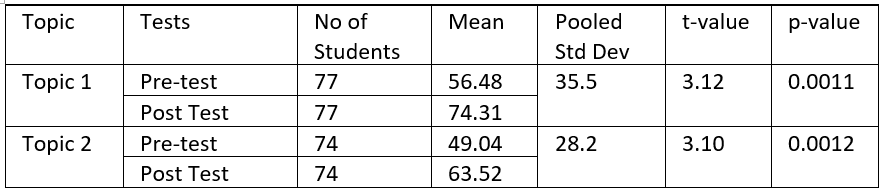 Topic Tests No of Students Mean Pooled Std Dev t-value p-value
Topic 1 Pre-test 77 56.48 35.5 3.12 0.0011
Post Test 77 74.31
Topic 2 Pre-test 74 49.04 28.2 3.10 0.0012
Post Test 74 63.52